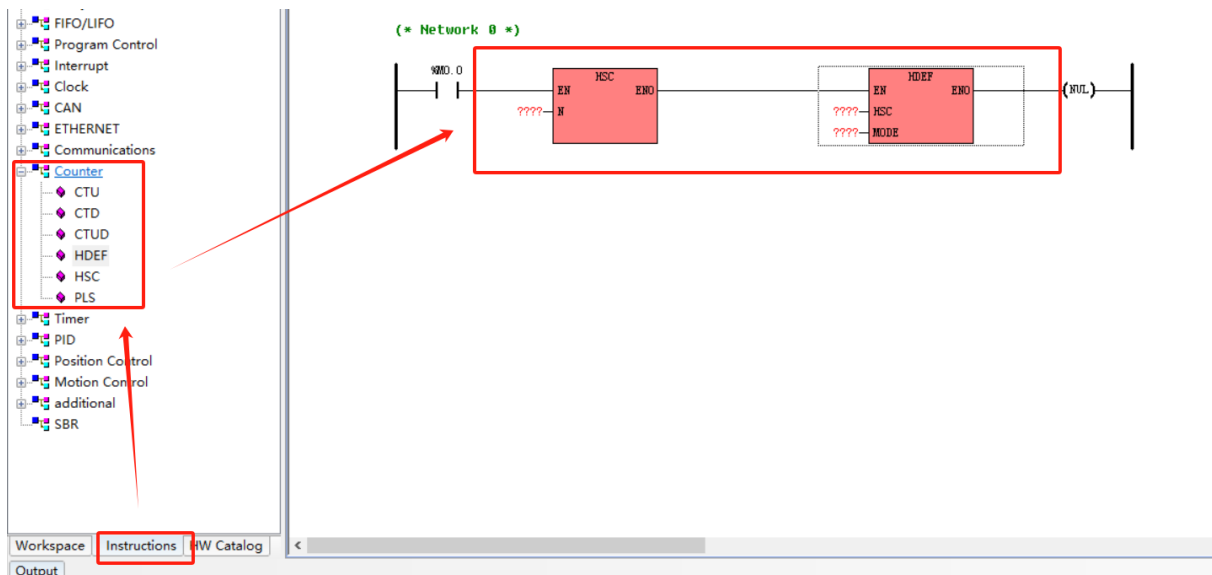 FIFO/LIFO
Program Control
Interrupt
Clock
CAN
ETHERNET
Communications
Counter
CTU
CTD
CTUD
HDEF
HSC
PLS
Timer
PID
Position Control
Motion Control
additional
SBR
Workspace
Instructions
HW Catalog
Output
(* Network 0 *)
%M0.0
HSC
EN ENO
???? N
HDEF
EN ENO
???? HSC
???? MODE
(NUL)
<